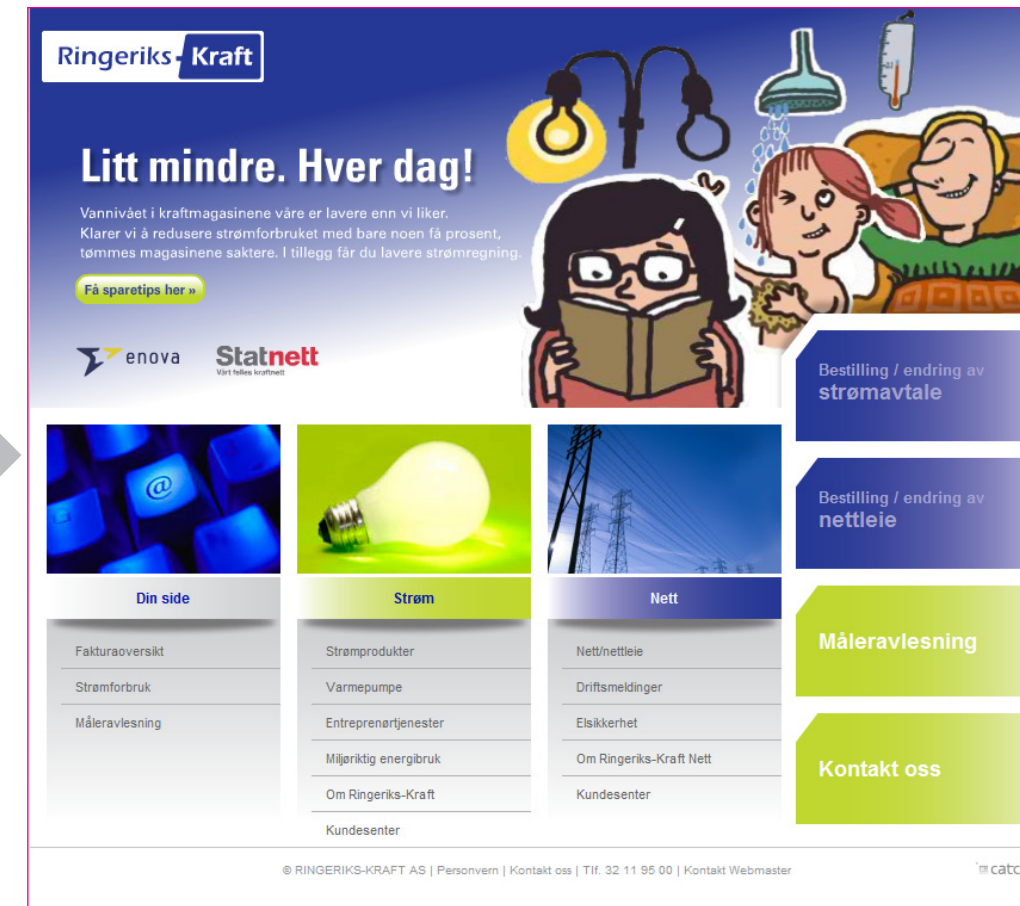 Ringeriks-Kraft
Litt mindre. Hver dag!
Vannivået i kraftmagasinene våre er lavere enn vi liker.
Klarer vi å redusere strømforbruket med bare noen få prosent,
tømmes magasinene saktere. I tillegg får du lavere strømregning.
Få sparetips her »
enova
Statnett
Vårt felles kraftnett
Bestilling / endring av
strømavtale
Bestilling / endring av
nettleie
Måleravlesning
Kontakt oss
@
Din side
Fakturaoversikt
Strømforbruk
Måleravlesning
Strøm
Strømprodukter
Varmepumpe
Entreprenørtjenester
Miljøriktig energibruk
Om Ringeriks-Kraft
Kundesenter
Nett
Nett/nettleie
Driftsmeldinger
Elsikkerhet
Om Ringeriks-Kraft Nett
Kundesenter
© RINGERIKS-KRAFT AS | Personvern | Kontakt oss | Tlf. 32 11 95 00 | Kontakt Webmaster
catc